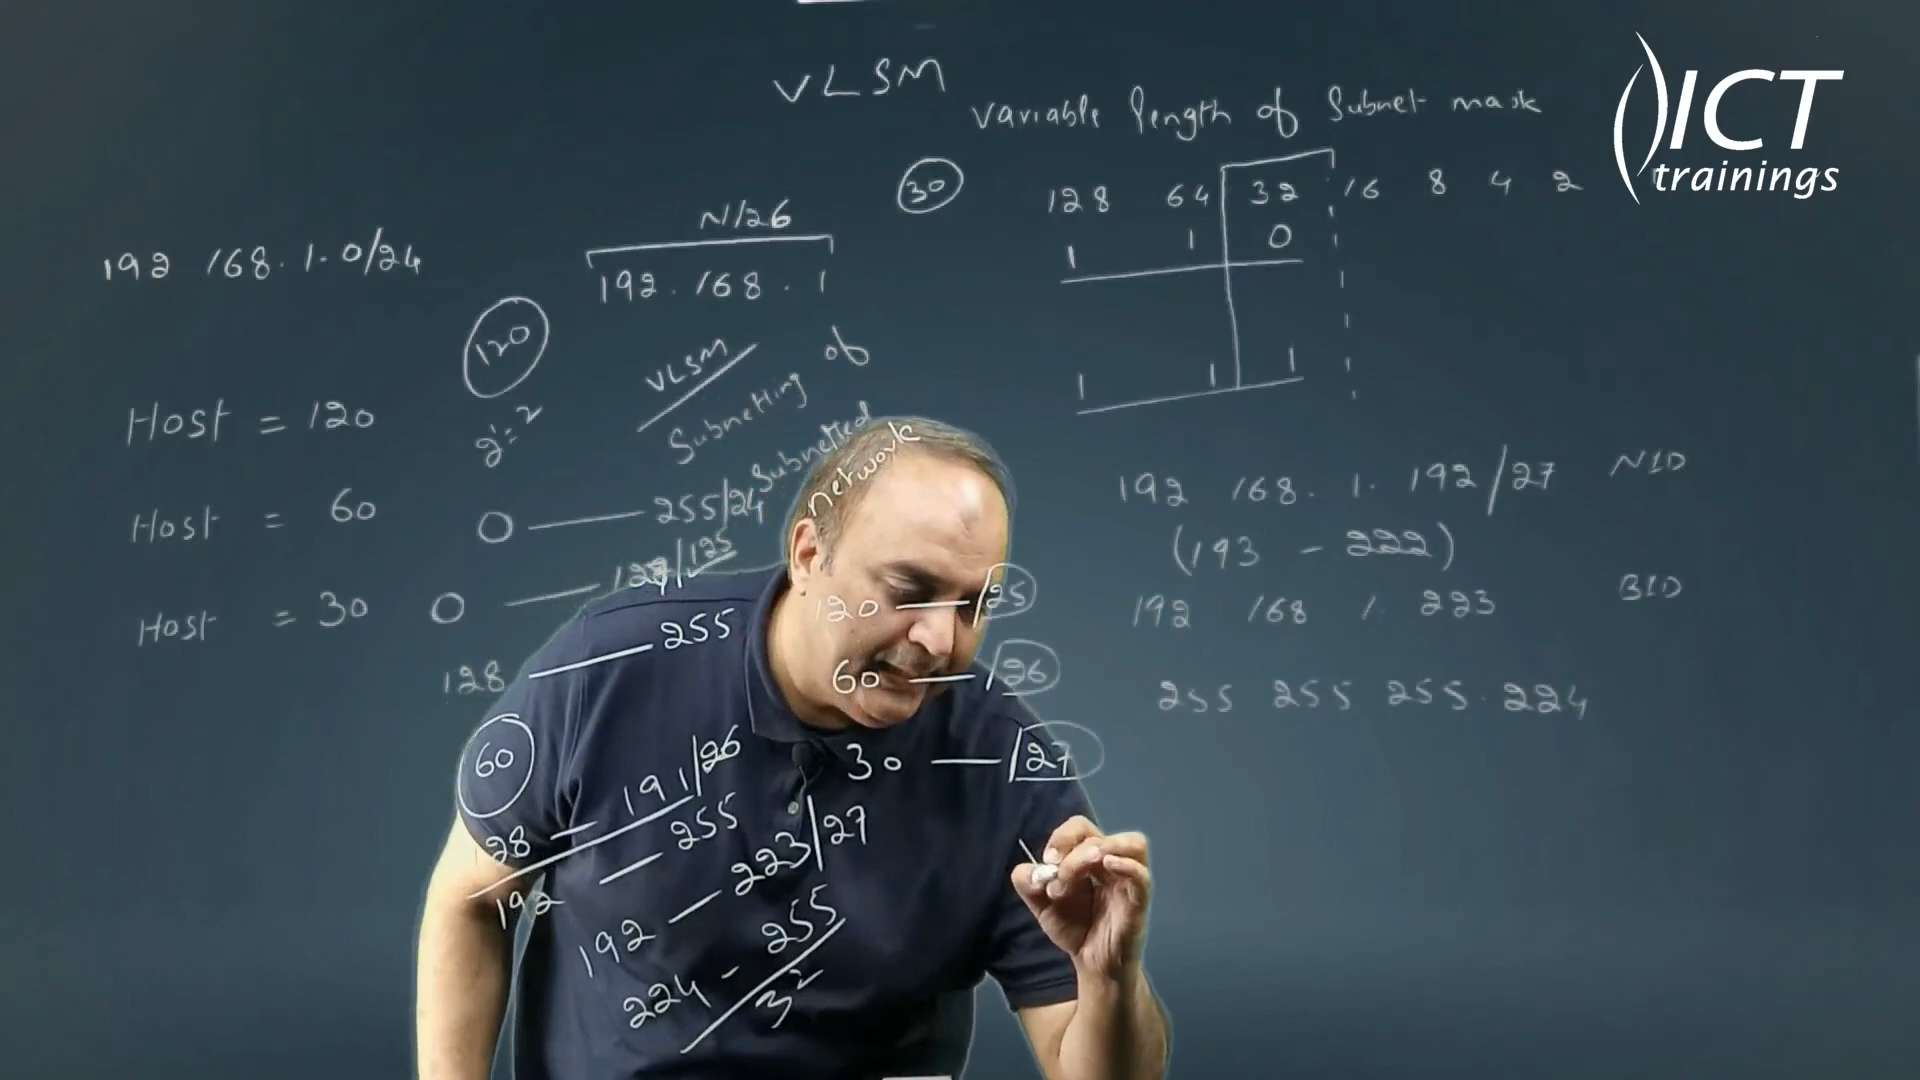 VLSM
Variable length of Subnet mask
ICT
trainings
192 168.1.0/24
N/26
192.168.1
30
128 64 32 16 8 4 2
1 1 0
1 1 1
120
VLSM
Subnetting of
Subnetted
network
Host = 120
Host = 60
Host = 30
0 — 255/24
0 —
128 — 255
120 — /25
60 — /26
30 — /27
60
128 — 191/26
192 — 255
192 — 223/27
224 - 255
32
192 168.1.192/27 NID
(193 - 222)
192 168 1.223 BID
255 255 255.224